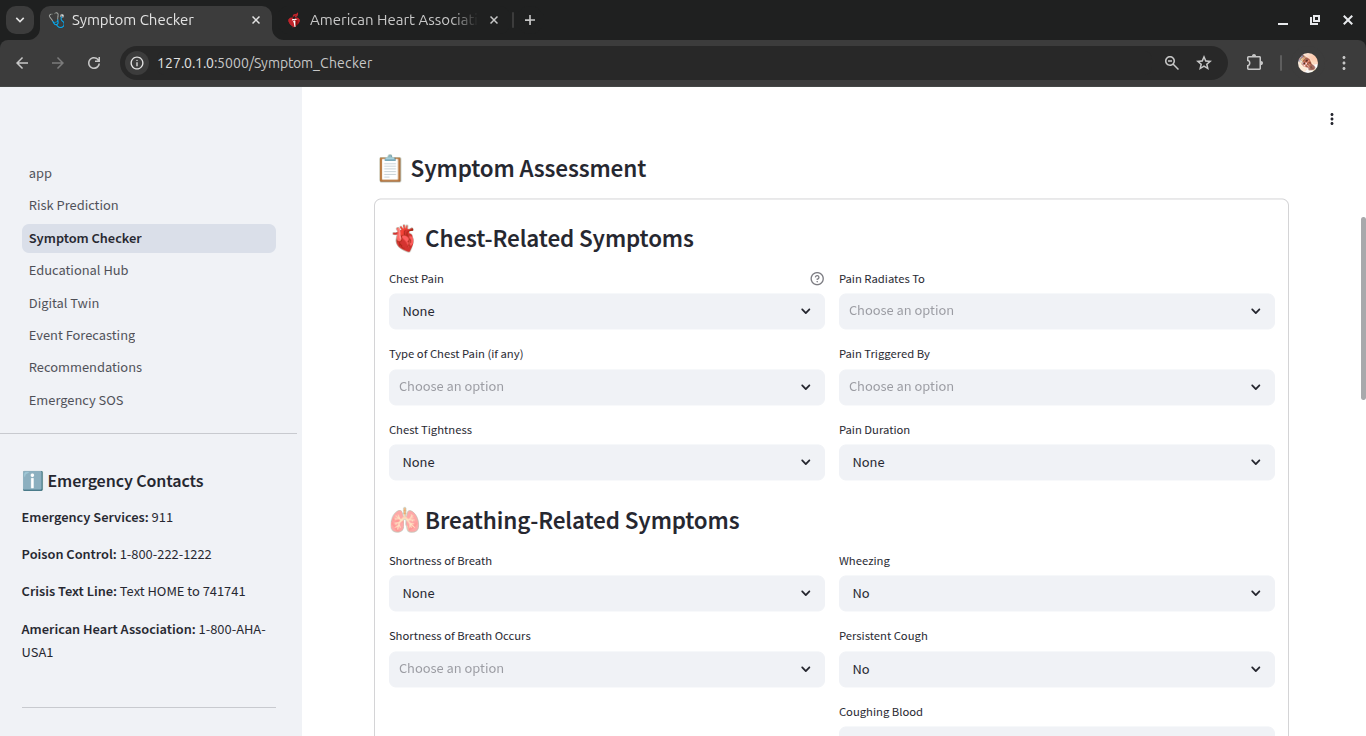 Symptom Checker
American Heart Associat
127.0.1.0:5000/Symptom_Checker
app
Risk Prediction
Symptom Checker
Educational Hub
Digital Twin
Event Forecasting
Recommendations
Emergency SOS
Emergency Contacts
Emergency Services: 911
Poison Control: 1-800-222-1222
Crisis Text Line: Text HOME to 741741
American Heart Association: 1-800-AHA-
USA1
Symptom Assessment
Chest-Related Symptoms
Chest Pain
None
Pain Radiates To
Choose an option
Type of Chest Pain (if any)
Choose an option
Pain Triggered By
Choose an option
Chest Tightness
None
Pain Duration
None
Breathing-Related Symptoms
Shortness of Breath
None
Wheezing
No
Shortness of Breath Occurs
Choose an option
Persistent Cough
No
Coughing Blood